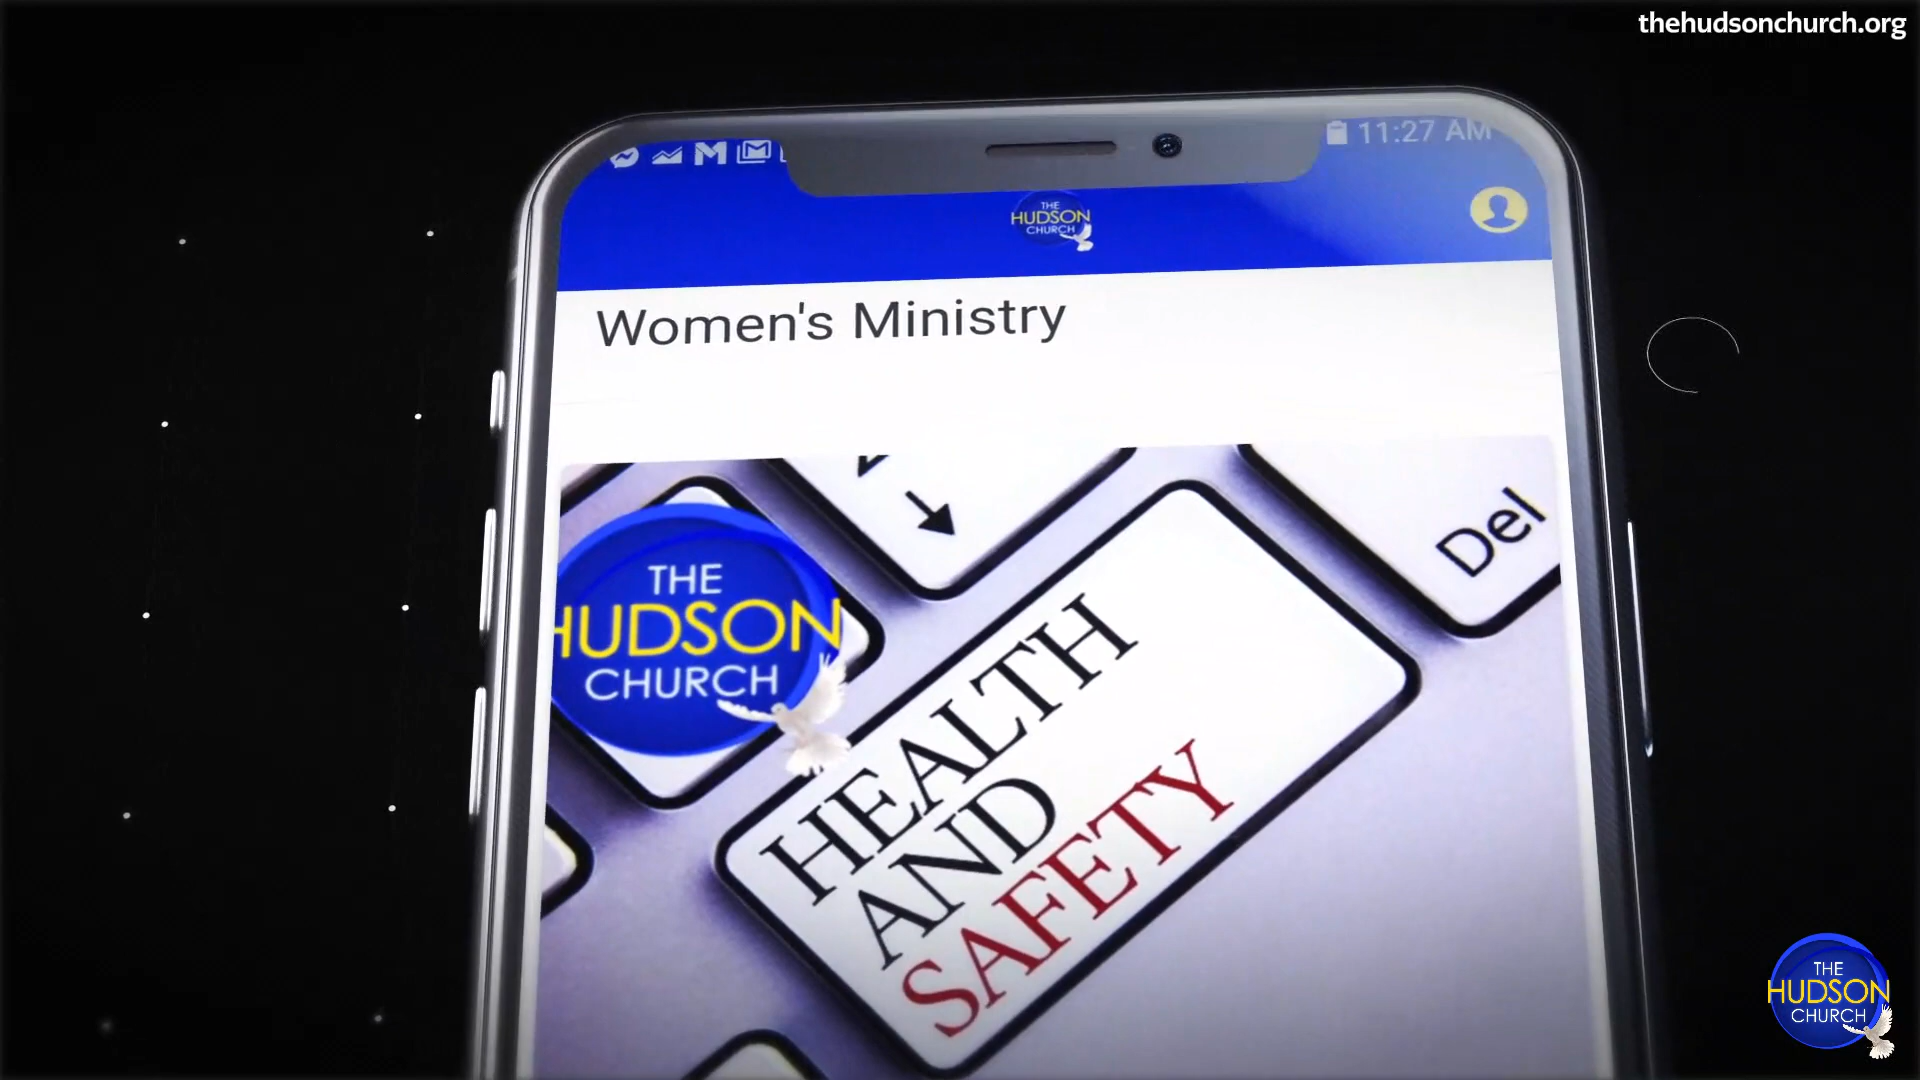 thehudsonchurch.org
11:27 AM
THE
HUDSON
CHURCH
Women's Ministry
Del
THE
HUDSON
CHURCH
HEALTH
AND
SAFETY
THE
HUDSON
CHURCH